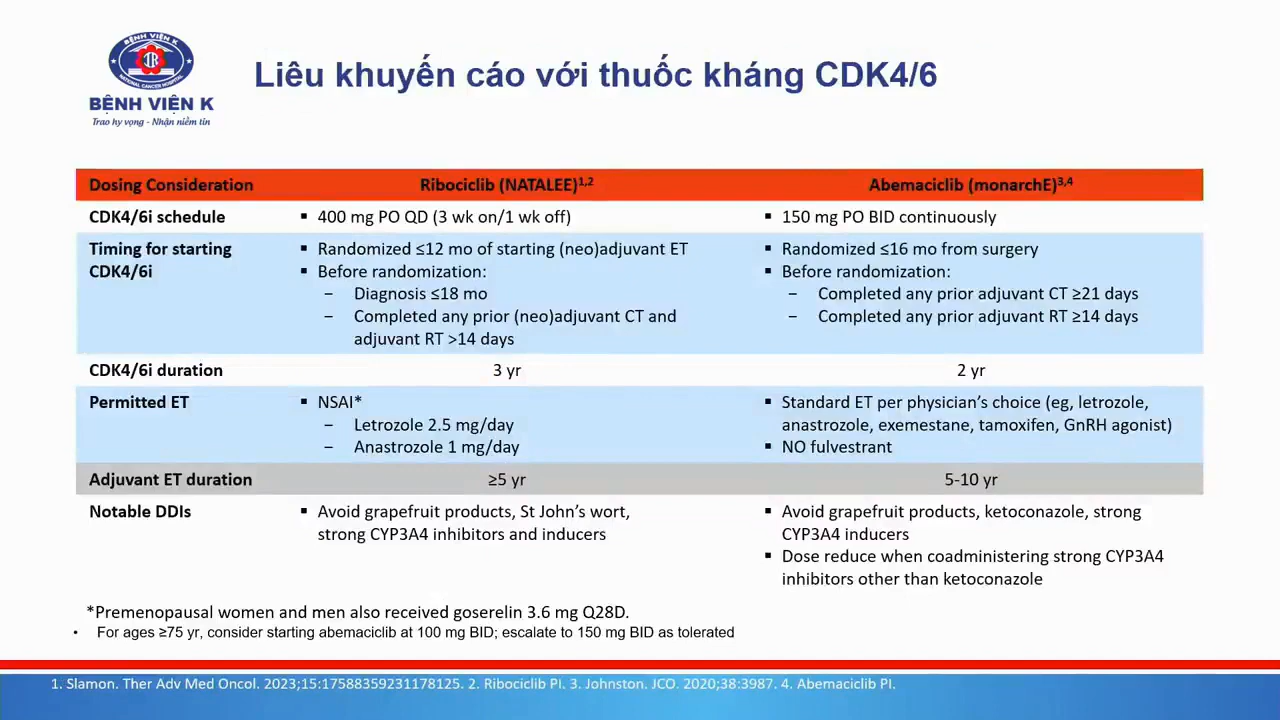 BỆNH VIỆN K
NATIONAL CANCER HOSPITAL
BỆNH VIỆN K
Trao hy vọng - Nhận niềm tin
Liêu khuyến cáo với thuốc kháng CDK4/6
Dosing Consideration
Ribociclib (NATALEE)1,2
Abemaciclib (monarchE)3,4
CDK4/6i schedule
▪ 400 mg PO QD (3 wk on/1 wk off)
▪ 150 mg PO BID continuously
Timing for starting
CDK4/6i
▪ Randomized ≤12 mo of starting (neo)adjuvant ET
▪ Before randomization:
− Diagnosis ≤18 mo
− Completed any prior (neo)adjuvant CT and
adjuvant RT >14 days
▪ Randomized ≤16 mo from surgery
▪ Before randomization:
− Completed any prior adjuvant CT ≥21 days
− Completed any prior adjuvant RT ≥14 days
CDK4/6i duration
3 yr
2 yr
Permitted ET
▪ NSAI*
− Letrozole 2.5 mg/day
− Anastrozole 1 mg/day
▪ Standard ET per physician’s choice (eg, letrozole,
anastrozole, exemestane, tamoxifen, GnRH agonist)
▪ NO fulvestrant
Adjuvant ET duration
≥5 yr
5-10 yr
Notable DDIs
▪ Avoid grapefruit products, St John’s wort,
strong CYP3A4 inhibitors and inducers
▪ Avoid grapefruit products, ketoconazole, strong
CYP3A4 inducers
▪ Dose reduce when coadministering strong CYP3A4
inhibitors other than ketoconazole
*Premenopausal women and men also received goserelin 3.6 mg Q28D.
• For ages ≥75 yr, consider starting abemaciclib at 100 mg BID; escalate to 150 mg BID as tolerated
1. Slamon. Ther Adv Med Oncol. 2023;15:17588359231178125. 2. Ribociclib PI. 3. Johnston. JCO. 2020;38:3987. 4. Abemaciclib PI.